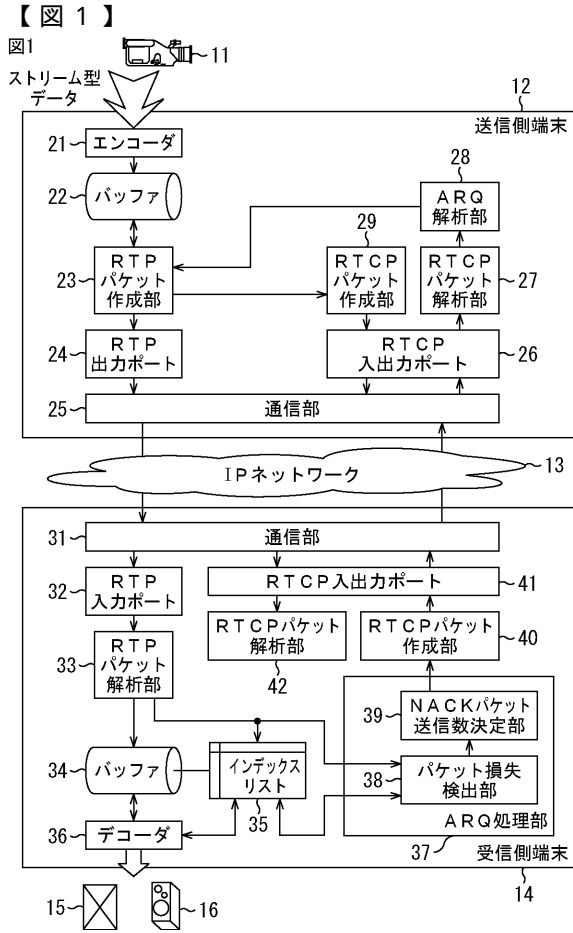 【図１】
図1
11
ストリーム型
データ
12
送信側端末
21
エンコーダ
22
バッファ
28
ARQ
解析部
29
23
RTP
パケット
作成部
RTCP
パケット
作成部
RTCP
パケット
解析部
27
24
RTP
出力ポート
RTCP
入出力ポート
26
25
通信部
IPネットワーク
13
31
通信部
32
RTP
入力ポート
RTCP入出力ポート
41
33
RTP
パケット
解析部
RTCPパケット
解析部
42
RTCPパケット
作成部
40
39
NACKパケット
送信数決定部
34
バッファ
インデックス
リスト
35
38
パケット損失
検出部
36
デコーダ
ARQ処理部
37
受信側端末
14
15
16